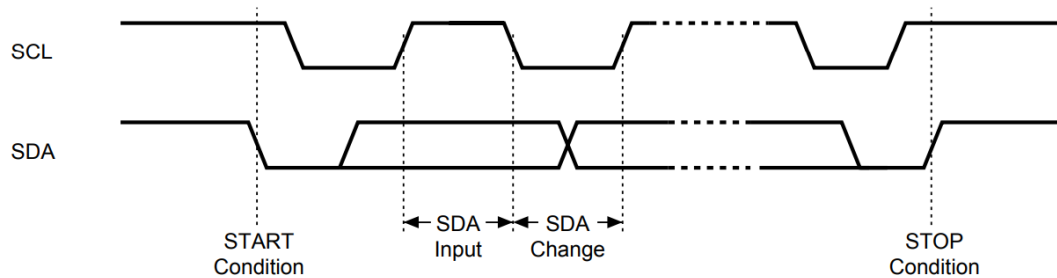 SCL
SDA
SDA
Input
SDA
Change
START
Condition
STOP
Condition